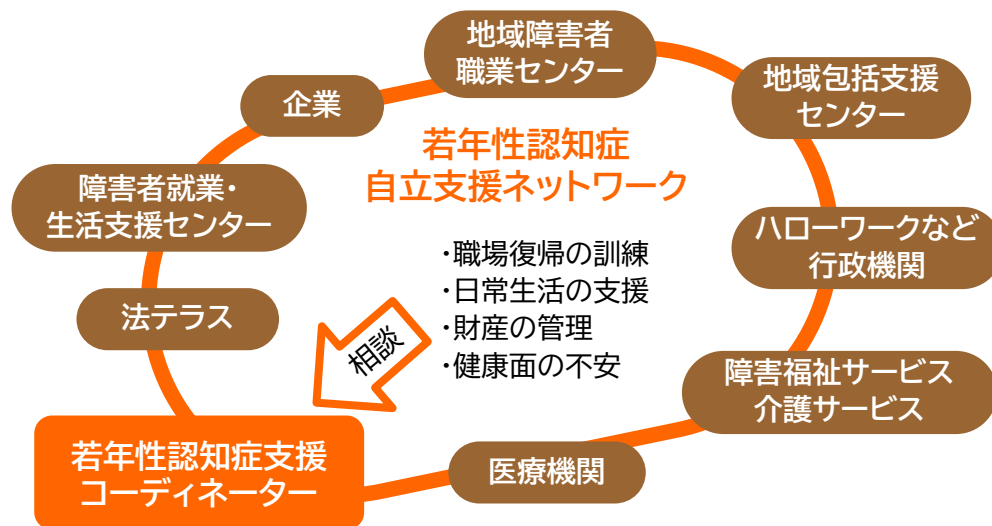 地域障害者
職業センター
地域包括支援
センター
企業
若年性認知症
自立支援ネットワーク
障害者就業・
生活支援センター
ハローワークなど
行政機関
・職場復帰の訓練
・日常生活の支援
・財産の管理
・健康面の不安
法テラス
相談
障害福祉サービス
介護サービス
若年性認知症支援
コーディネーター
医療機関